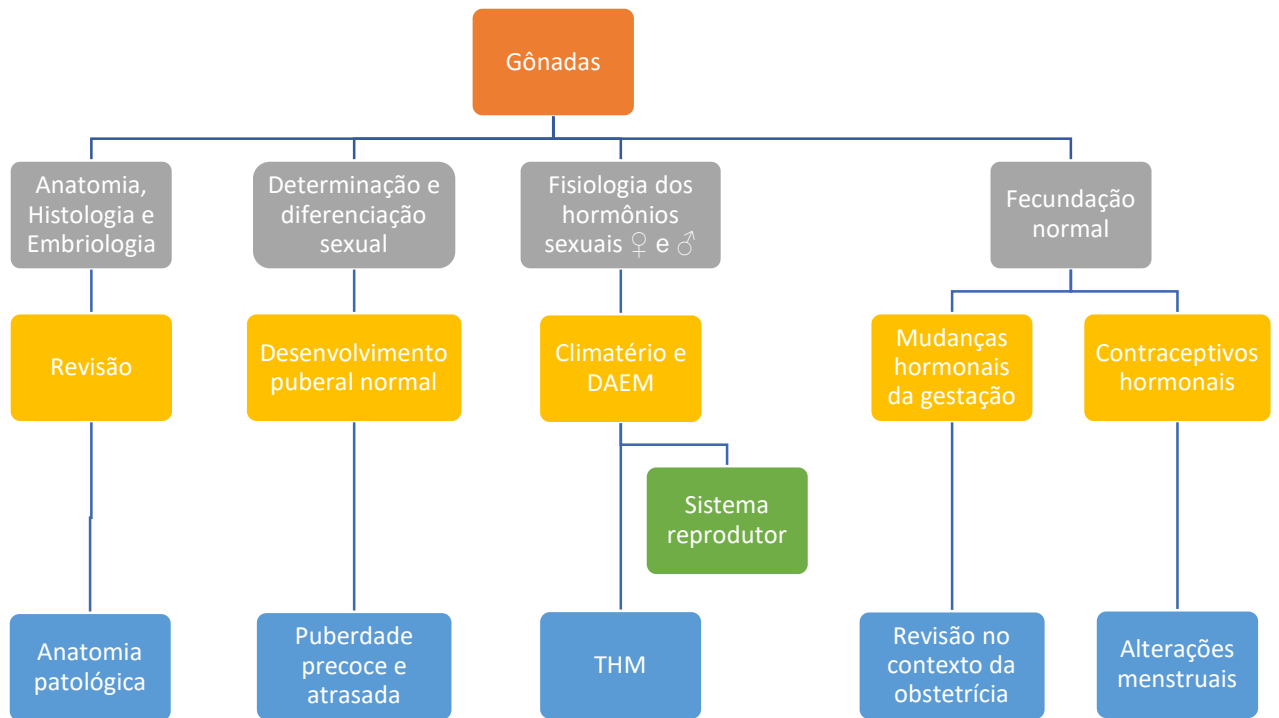 Gônadas
Anatomia,
Histologia e
Embriologia
Determinação e
diferenciação
sexual
Fisiologia dos
hormônios
sexuais ♀ e ♂
Fecundação
normal
Revisão
Desenvolvimento
puberal normal
Climatério e
DAEM
Mudanças
hormonais
da gestação
Contraceptivos
hormonais
Sistema
reprodutor
Anatomia
patológica
Puberdade
precoce e
atrasada
THM
Revisão no
contexto da
obstetrícia
Alterações
menstruais